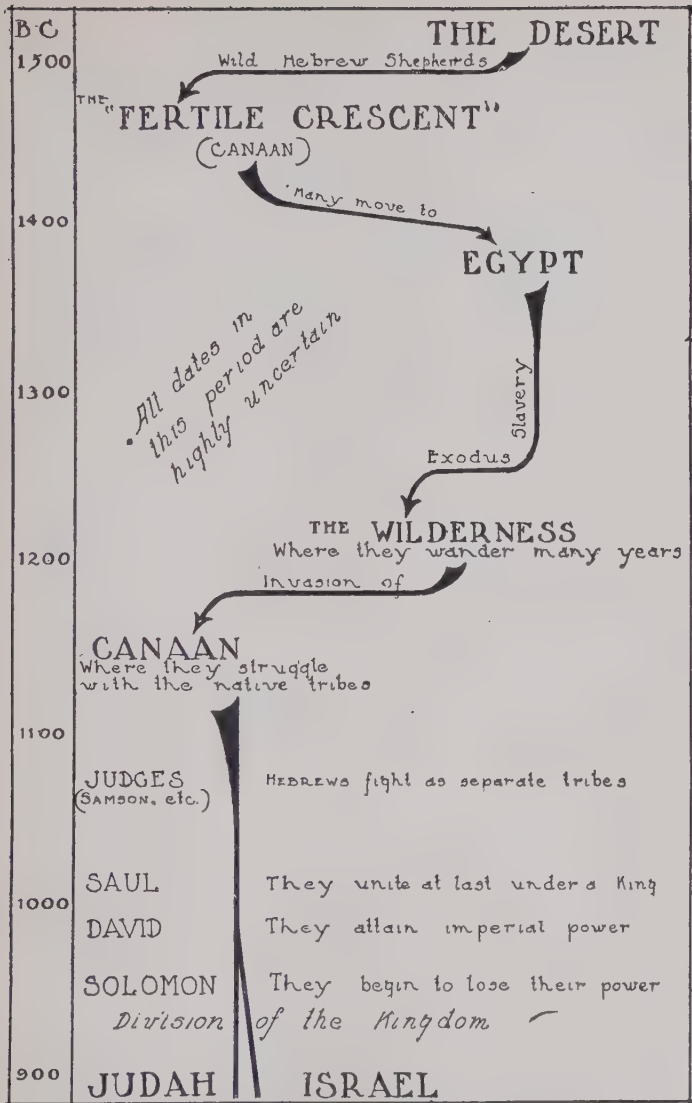 B·C
THE DESERT
1500
Wild Hebrew Shepherds
THE "FERTILE CRESCENT"
(CANAAN)
Many move to
1400
EGYPT
All dates in
this period are
highly uncertain
1300
Slavery
Exodus
THE WILDERNESS
Where they wander many years
1200
Invasion of
CANAAN
Where they struggle
with the native tribes
1100
JUDGES HEBREWS fight as separate tribes
(SAMSON, etc.)
SAUL They unite at last under a King
1000
DAVID They attain imperial power
SOLOMON They begin to lose their power
Division of the Kingdom
900 JUDAH ISRAEL